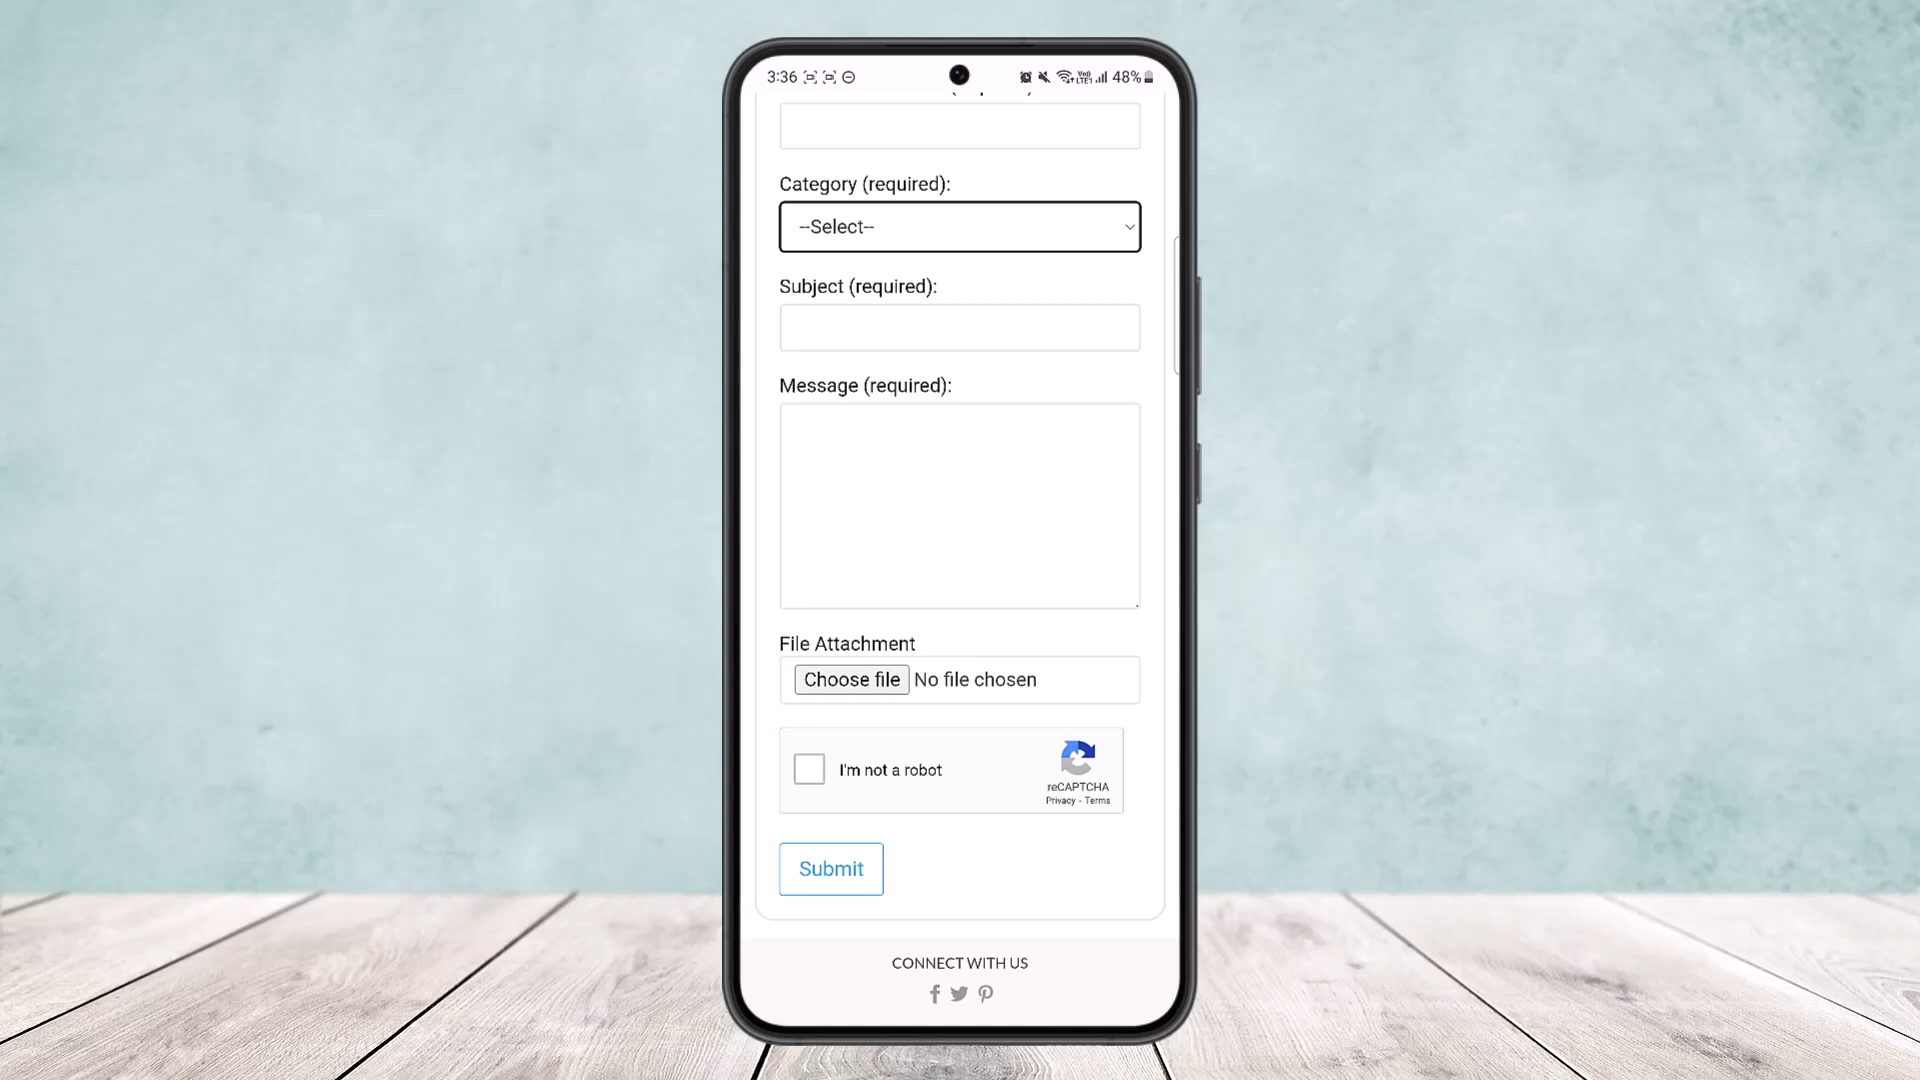 3:36 48%
Category (required):
--Select--
Subject (required):
Message (required):
File Attachment
Choose file No file chosen
I'm not a robot
reCAPTCHA
Privacy - Terms
Submit
CONNECT WITH US